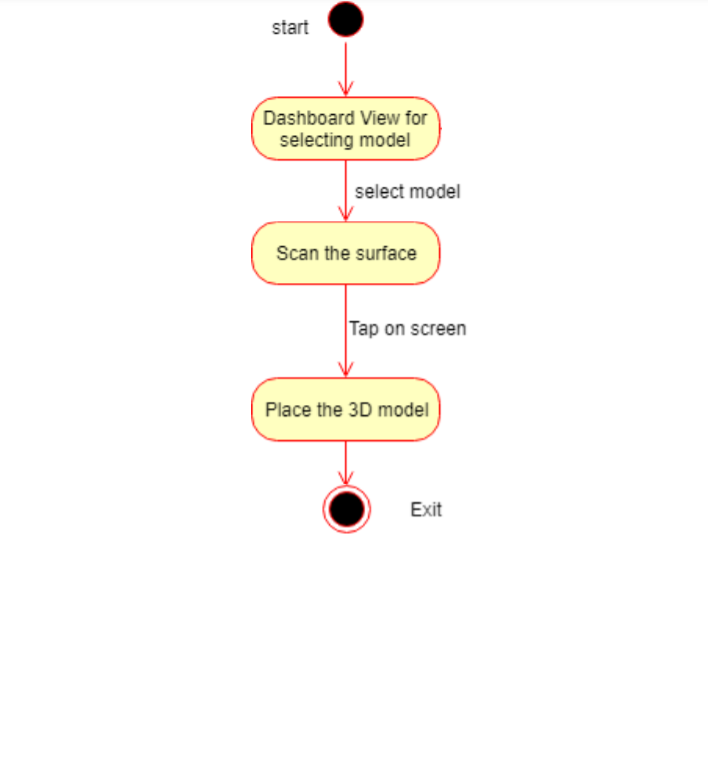 start
Dashboard View for
selecting model
select model
Scan the surface
Tap on screen
Place the 3D model
Exit